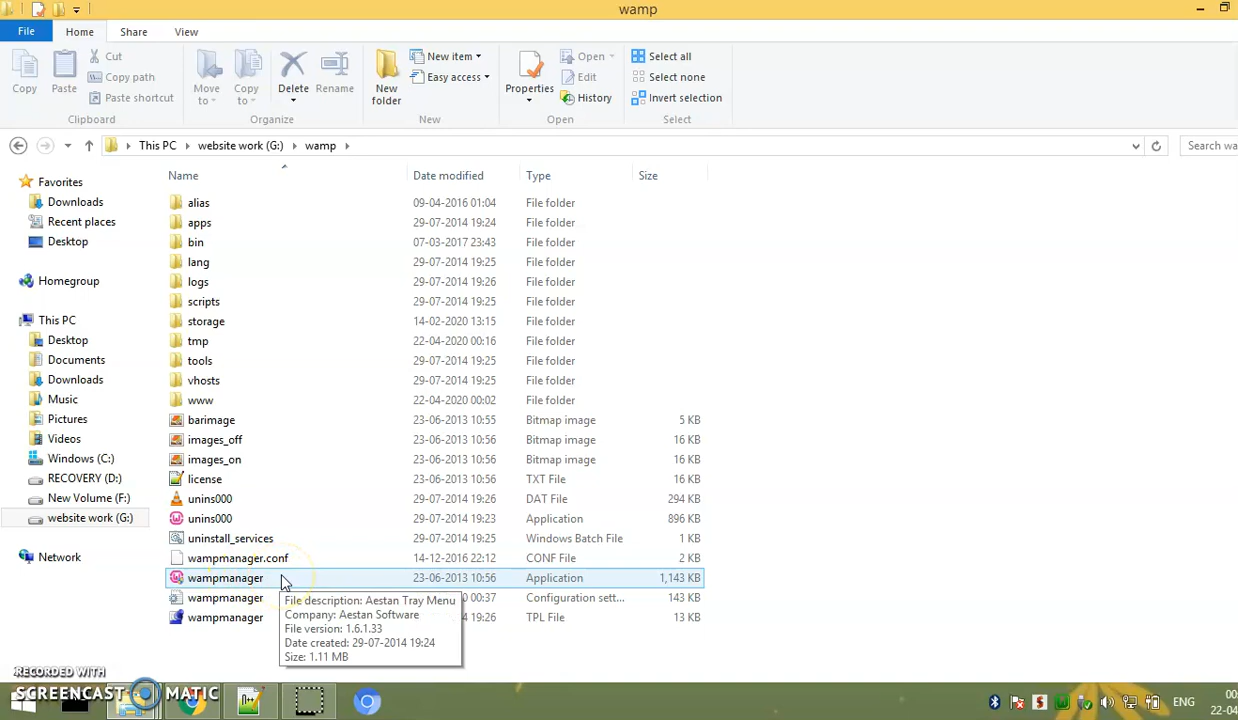 wamp
File Home Share View
Copy
Paste
Cut
Copy path
Paste shortcut
Clipboard
Move to
Copy to
Delete
Rename
Organize
New folder
New item
Easy access
New
Properties
Open
Edit
History
Open
Select all
Select none
Invert selection
Select
This PC website work (G:) wamp
Search wa
Name Date modified Type Size
Favorites
Downloads
Recent places
Desktop
Homegroup
This PC
Desktop
Documents
Downloads
Music
Pictures
Videos
Windows (C:)
RECOVERY (D:)
New Volume (F:)
website work (G:)
Network
alias 09-04-2016 01:04 File folder
apps 29-07-2014 19:24 File folder
bin 07-03-2017 23:43 File folder
lang 29-07-2014 19:25 File folder
logs 29-07-2014 19:26 File folder
scripts 29-07-2014 19:25 File folder
storage 14-02-2020 13:15 File folder
tmp 22-04-2020 00:16 File folder
tools 29-07-2014 19:25 File folder
vhosts 29-07-2014 19:25 File folder
www 22-04-2020 00:02 File folder
barimage 23-06-2013 10:55 Bitmap image 5 KB
images_off 23-06-2013 10:56 Bitmap image 16 KB
images_on 23-06-2013 10:56 Bitmap image 16 KB
license 23-06-2013 10:56 TXT File 35 KB
unins000 29-07-2014 19:26 DAT File 294 KB
unins000 29-07-2014 19:23 Application 896 KB
uninstall_services 29-07-2014 19:25 Windows Batch File 1 KB
wampmanager.conf 14-12-2016 22:12 CONF File 2 KB
wampmanager 23-06-2013 10:56 Application 1,143 KB
wampmanager 00:37 Configuration sett... 143 KB
wampmanager 19:26 TPL File 13 KB
File description: Aestan Tray Menu
Company: Aestan Software
File version: 1.6.1.33
Date created: 29-07-2014 19:24
Size: 1.11 MB
RECORDED WITH
SCREENCAST MATIC
ENG
00:
22-04